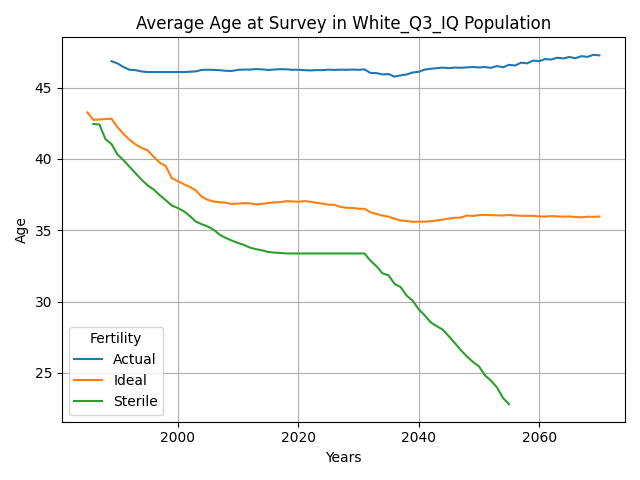 Average Age at Survey in White_Q3_IQ Population
Age
45
40
35
30
25
Fertility
Actual
Ideal
Sterile
2000 2020 2040 2060
Years